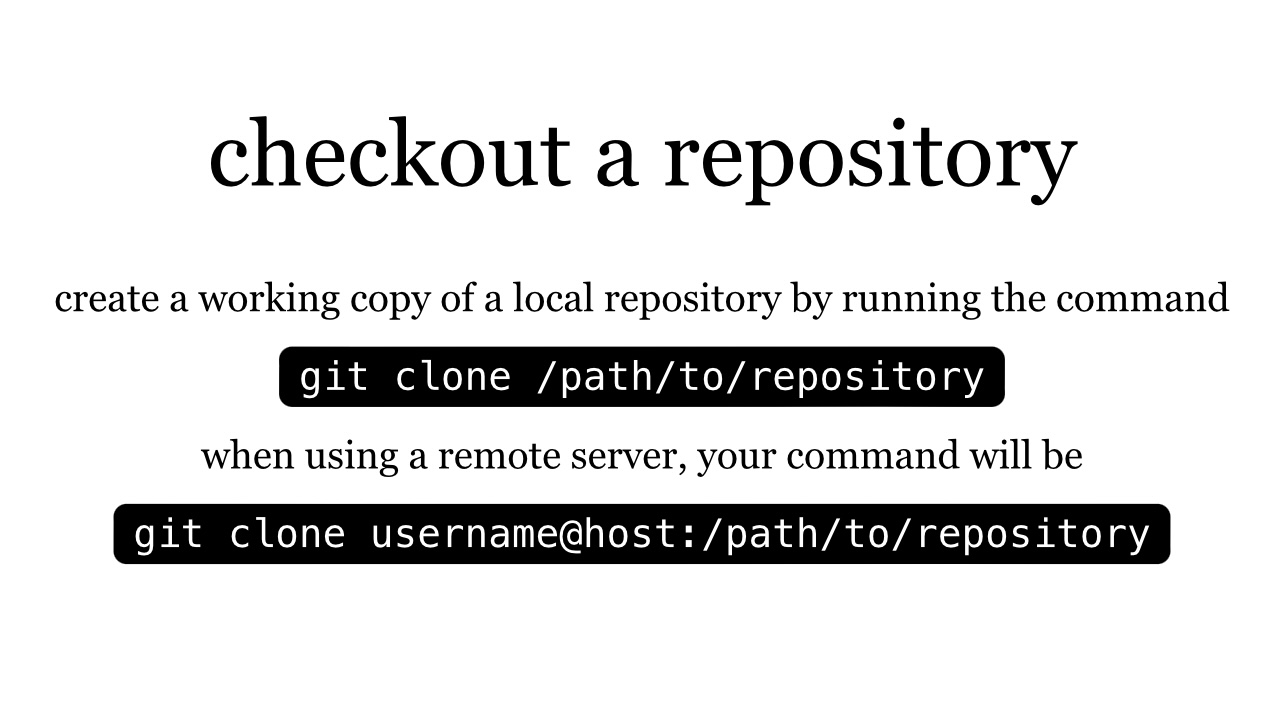 checkout a repository
create a working copy of a local repository by running the command
git clone /path/to/repository
when using a remote server, your command will be
git clone username@host:/path/to/repository